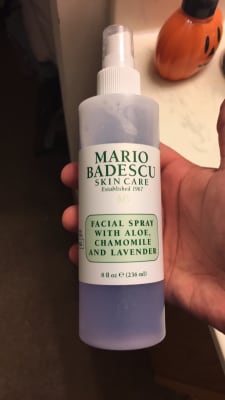 MARIO
BADESCU
SKIN CARE
Established 1967
FACIAL SPRAY
WITH ALOE,
CHAMOMILE
AND LAVENDER
8 fl oz ℮ (236 ml)